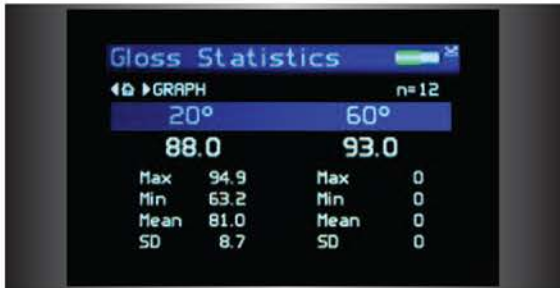 Gloss Statistics
GRAPH n=12
20° 60°
88.0 93.0
Max 94.9 Max 0
Min 63.2 Min 0
Mean 81.0 Mean 0
SD 8.7 SD 0